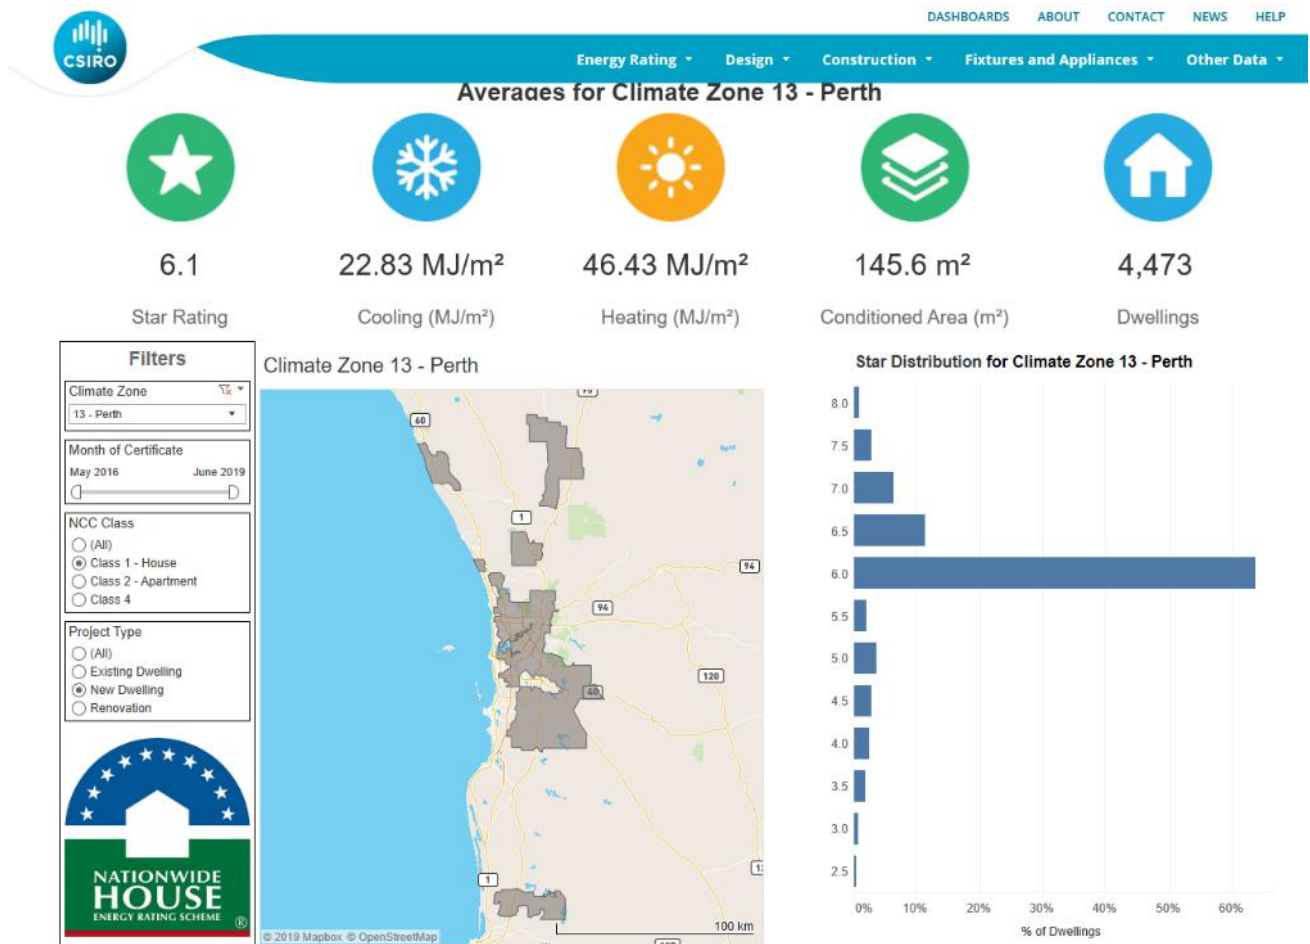 DASHBOARDS ABOUT CONTACT NEWS HELP
CSIRO
Energy Rating Design Construction Fixtures and Appliances Other Data
Averages for Climate Zone 13 - Perth
6.1 22.83 MJ/m² 46.43 MJ/m² 145.6 m² 4,473
Star Rating Cooling (MJ/m²) Heating (MJ/m²) Conditioned Area (m²) Dwellings
Filters
Climate Zone
13 - Perth
Month of Certificate
May 2016 June 2019
NCC Class
(All)
Class 1 - House
Class 2 - Apartment
Class 4
Project Type
(All)
Existing Dwelling
New Dwelling
Renovation
NATIONWIDE
HOUSE
ENERGY RATING SCHEME ®
Climate Zone 13 - Perth
60
1
94
94
120
40
1
100 km
© 2019 Mapbox © OpenStreetMap
Star Distribution for Climate Zone 13 - Perth
8.0
7.5
7.0
6.5
6.0
5.5
5.0
4.5
4.0
3.5
3.0
2.5
0% 10% 20% 30% 40% 50% 60%
% of Dwellings